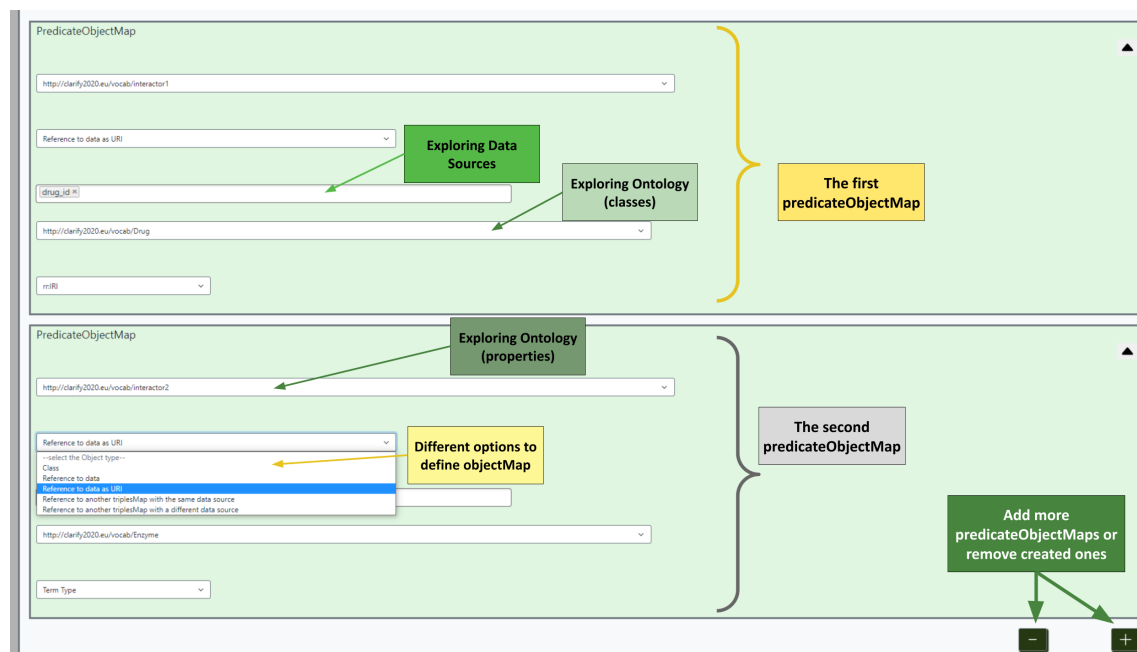 PredicateObjectMap
http://clarify2020.eu/vocab/interactor1
Reference to data as URI
Exploring Data
Sources
drug_id ×
Exploring Ontology
(classes)
The first
predicateObjectMap
http://clarify2020.eu/vocab/Drug
rr:IRI
PredicateObjectMap
Exploring Ontology
(properties)
http://clarify2020.eu/vocab/interactor2
The second
predicateObjectMap
Reference to data as URI
Different options to
define objectMap
--select the Object type--
Class
Reference to data
Reference to data as URI
Reference to another triplesMap with the same data source
Reference to another triplesMap with a different data source
http://clarify2020.eu/vocab/Enzyme
Add more
predicateObjectMaps or
remove created ones
Term Type
− +